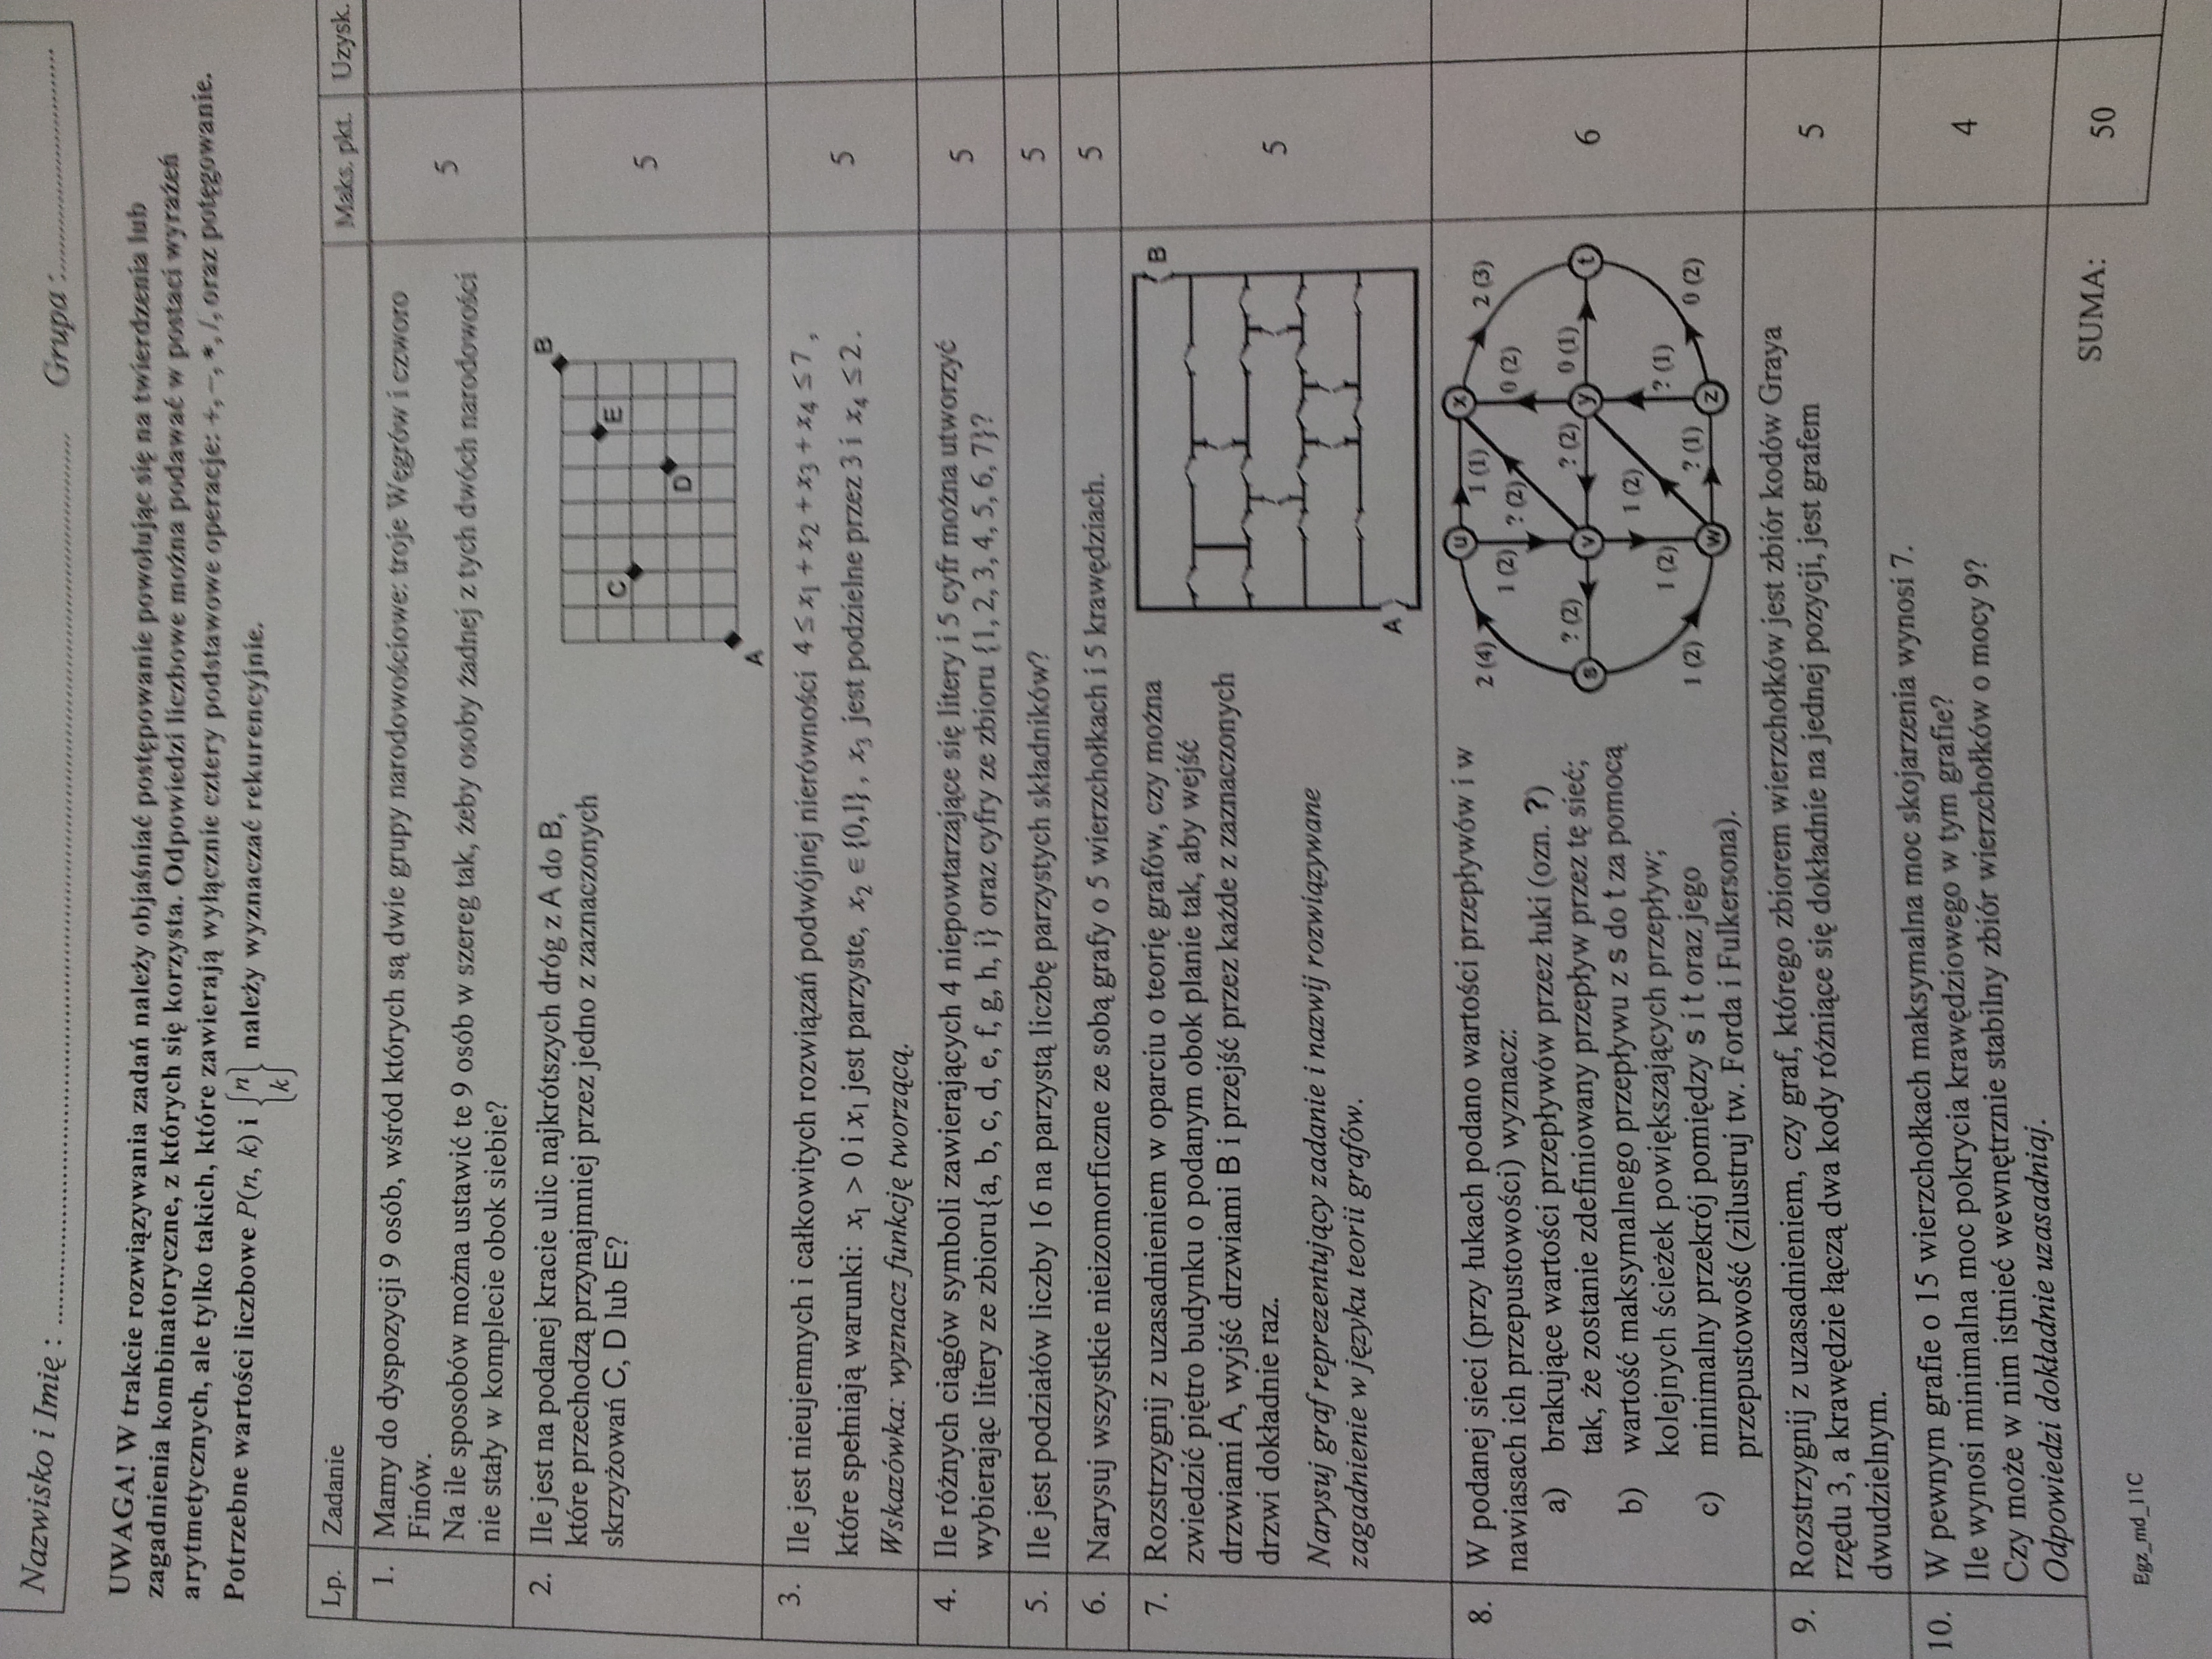 Nazwisko i Imię : ........................ Grupa :........................
UWAGA! W trakcie rozwiązywania zadań należy objaśniać postępowanie powołując się na twierdzenia lub
zagadnienia kombinatoryczne, z których się korzysta. Odpowiedzi liczbowe można podawać w postaci wyrażeń
arytmetycznych, ale tylko takich, które zawierają wyłącznie cztery podstawowe operacje: +, −, *, /, oraz potęgowanie.
Potrzebne wartości liczbowe P(n, k) i {n k} należy wyznaczać rekurencyjnie.
Lp. Zadanie Maks. pkt. Uzysk.
1. Mamy do dyspozycji 9 osób, wśród których są dwie grupy narodowościowe: troje Węgrów i czworo
Finów.
Na ile sposobów można ustawić te 9 osób w szereg tak, żeby osoby żadnej z tych dwóch narodowości
nie stały w komplecie obok siebie?
5
2. Ile jest na podanej kracie ulic najkrótszych dróg z A do B,
które przechodzą przynajmniej przez jedno z zaznaczonych
skrzyżowań C, D lub E?
B
C
E
D
A
5
3. Ile jest nieujemnych i całkowitych rozwiązań podwójnej nierówności 4 ≤ x₁ + x₂ + x₃ + x₄ ≤ 7 ,
które spełniają warunki: x₁ > 0 i x₁ jest parzyste, x₂ ∈ {0,1} , x₃ jest podzielne przez 3 i x₄ ≤ 2 .
Wskazówka: wyznacz funkcję tworzącą.
5
4. Ile różnych ciągów symboli zawierających 4 niepowtarzające się litery i 5 cyfr można utworzyć
wybierając litery ze zbioru{a, b, c, d, e, f, g, h, i} oraz cyfry ze zbioru {1, 2, 3, 4, 5, 6, 7}?
5
5. Ile jest podziałów liczby 16 na parzystą liczbę parzystych składników?
5
6. Narysuj wszystkie nieizomorficzne ze sobą grafy o 5 wierzchołkach i 5 krawędziach.
5
7. Rozstrzygnij z uzasadnieniem w oparciu o teorię grafów, czy można
zwiedzić piętro budynku o podanym obok planie tak, aby wejść
drzwiami A, wyjść drzwiami B i przejść przez każde z zaznaczonych
drzwi dokładnie raz.
Narysuj graf reprezentujący zadanie i nazwij rozwiązywane
zagadnienie w języku teorii grafów.
B
A
5
8. W podanej sieci (przy łukach podano wartości przepływów i w
nawiasach ich przepustowości) wyznacz:
a) brakujące wartości przepływów przez łuki (ozn. ?)
tak, że zostanie zdefiniowany przepływ przez tę sieć;
b) wartość maksymalnego przepływu z s do t za pomocą
kolejnych ścieżek powiększających przepływ;
c) minimalny przekrój pomiędzy s i t oraz jego
przepustowość (zilustruj tw. Forda i Fulkersona).
u x
2 (4) 1 (1) 2 (3)
1 (2) ? (2) 0 (2)
? (2) ? (2) 0 (1)
s v y t
1 (2)
1 (2) ? (1)
1 (2) ? (1) 0 (2)
w z
6
9. Rozstrzygnij z uzasadnieniem, czy graf, którego zbiorem wierzchołków jest zbiór kodów Graya
rzędu 3, a krawędzie łączą dwa kody różniące się dokładnie na jednej pozycji, jest grafem
dwudzielnym.
5
10. W pewnym grafie o 15 wierzchołkach maksymalna moc skojarzenia wynosi 7.
Ile wynosi minimalna moc pokrycia krawędziowego w tym grafie?
Czy może w nim istnieć wewnętrznie stabilny zbiór wierzchołków o mocy 9?
Odpowiedzi dokładnie uzasadniaj.
4
SUMA: 50
Egz_md_11C